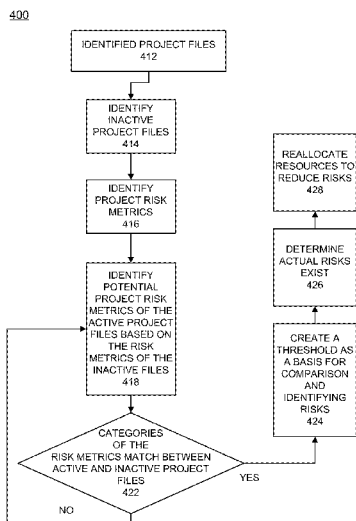 400
IDENTIFIED PROJECT FILES
412
IDENTIFY
INACTIVE
PROJECT FILES
414
IDENTIFY
PROJECT RISK
METRICS
416
IDENTIFY
POTENTIAL
PROJECT RISK
METRICS OF THE
ACTIVE PROJECT
FILES BASED ON
THE RISK
METRICS OF THE
INACTIVE FILES
418
CATEGORIES
OF THE
RISK METRICS MATCH BETWEEN
ACTIVE AND INACTIVE PROJECT
FILES
422
NO
YES
CREATE A
THRESHOLD AS
A BASIS FOR
COMPARISON
AND
IDENTIFYING
RISKS
424
DETERMINE
ACTUAL RISKS
EXIST
426
REALLOCATE
RESOURCES TO
REDUCE RISKS
428